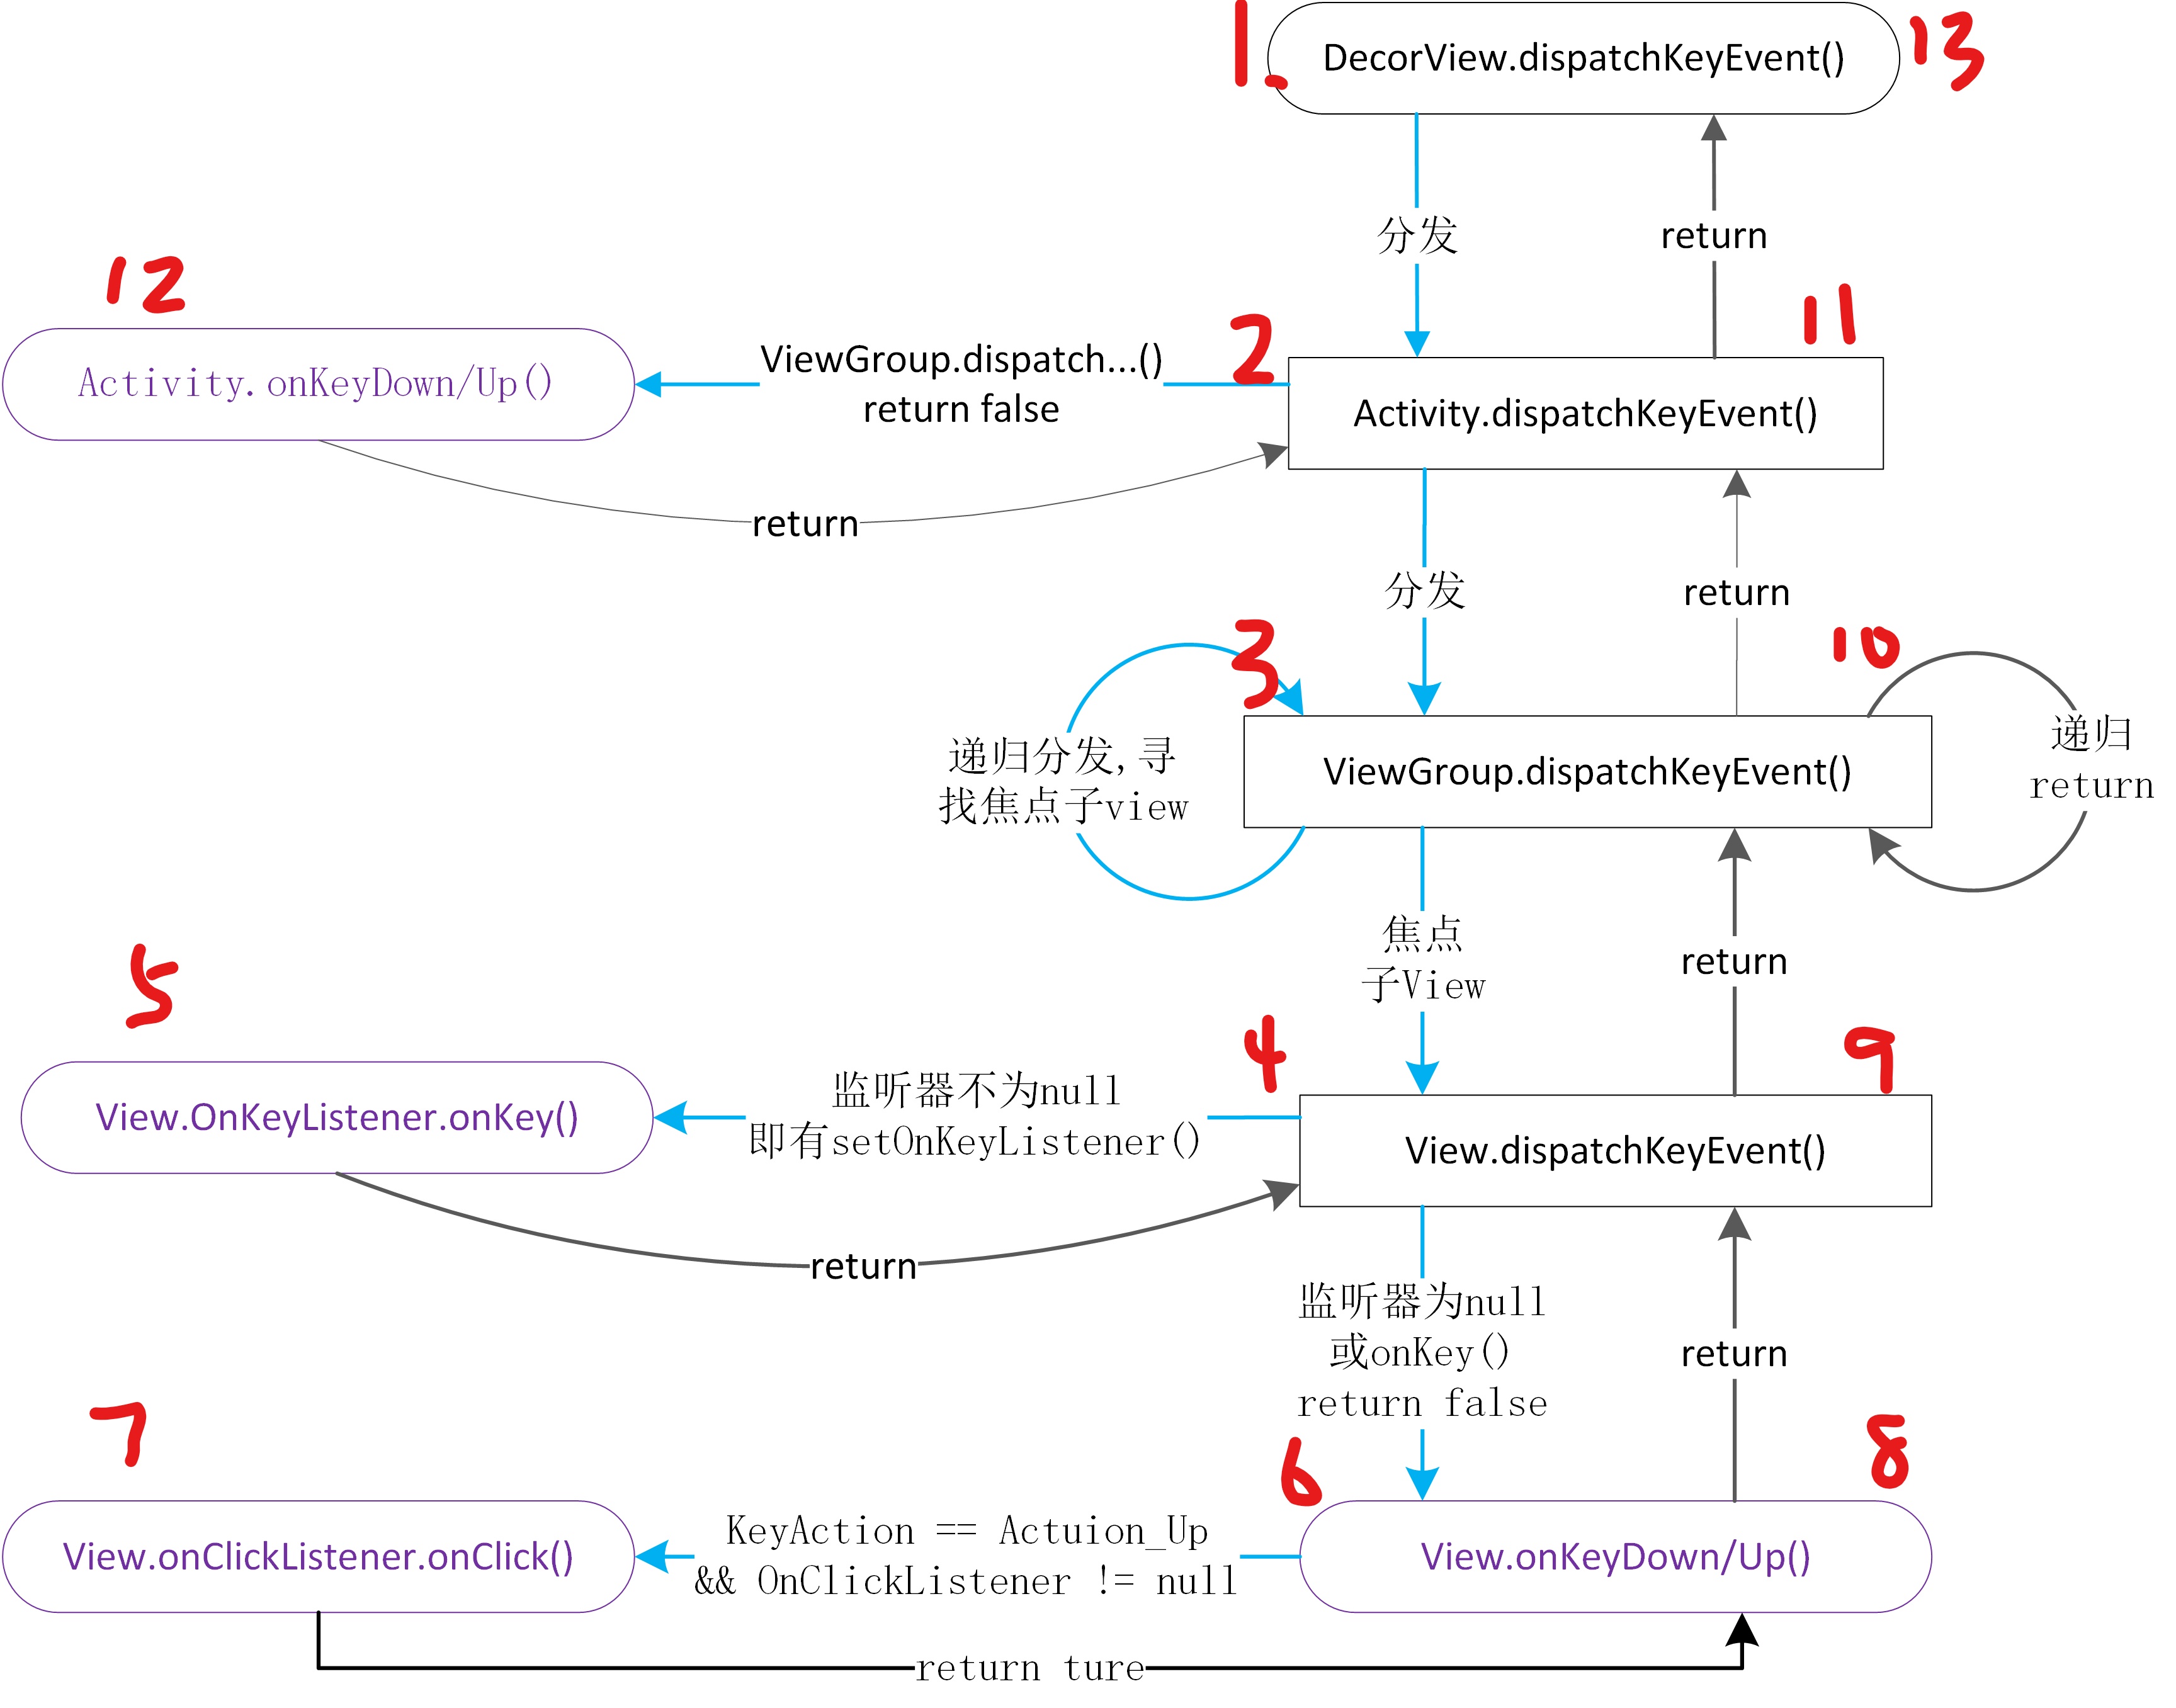 1.
DecorView.dispatchKeyEvent()
13
分发
return
12
2
11
Activity.onKeyDown/Up()
ViewGroup.dispatch...()
return false
Activity.dispatchKeyEvent()
return
分发
return
3
10
递归分发,寻
找焦点子view
ViewGroup.dispatchKeyEvent()
递归
return
焦点
子View
return
5
4
9
View.OnKeyListener.onKey()
监听器不为null
即有setOnKeyListener()
View.dispatchKeyEvent()
return
监听器为null
或onKey()
return false
return
7
6
8
View.onClickListener.onClick()
KeyAction == Actuion_Up
&& OnClickListener != null
View.onKeyDown/Up()
return ture